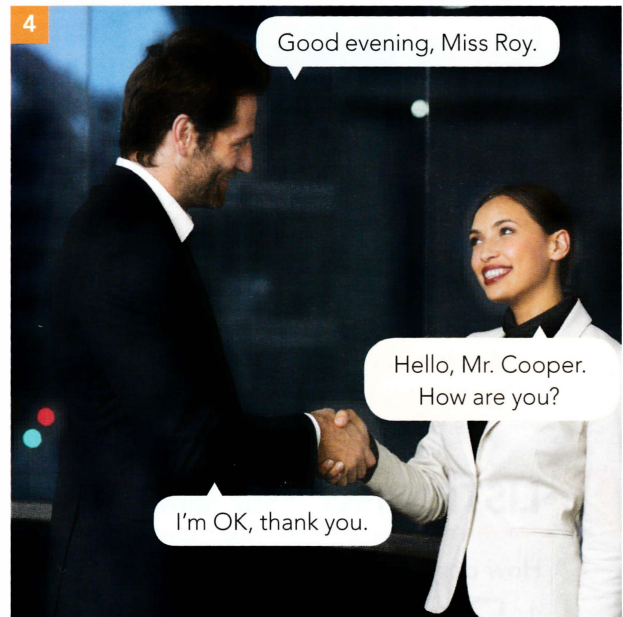 4
Good evening, Miss Roy.
Hello, Mr. Cooper.
How are you?
I'm OK, thank you.